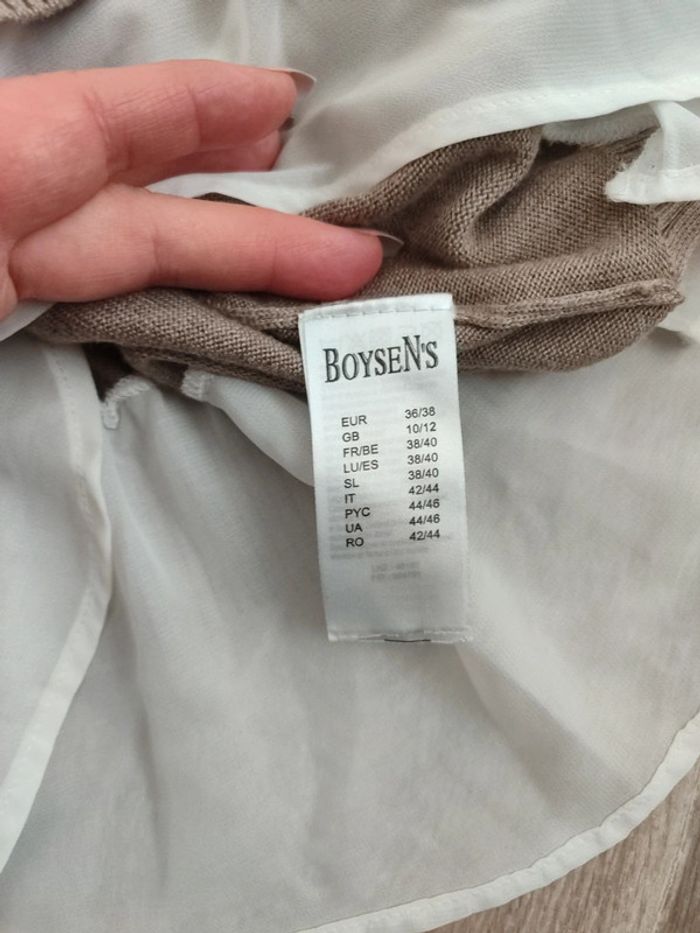 BOYSEN'S
EUR 36/38
GB 10/12
FR/BE 38/40
LU/ES 38/40
SL 38/40
IT 42/44
PYC 44/46
UA 44/46
RO 42/44